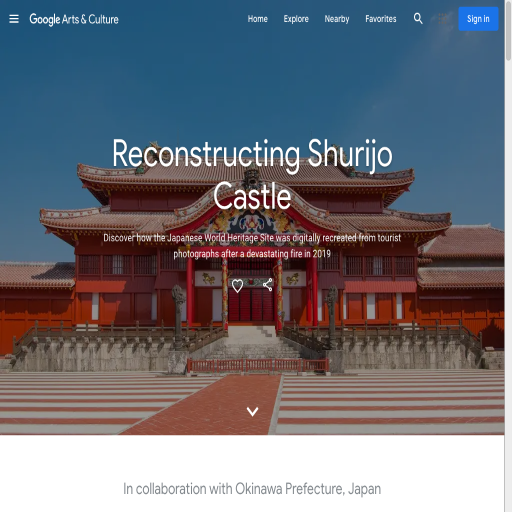 Google Arts & Culture Home Explore Nearby Favorites Sign in
Reconstructing Shurijo
Castle
Discover how the Japanese World Heritage Site was digitally recreated from tourist
photographs after a devastating fire in 2019
In collaboration with Okinawa Prefecture, Japan